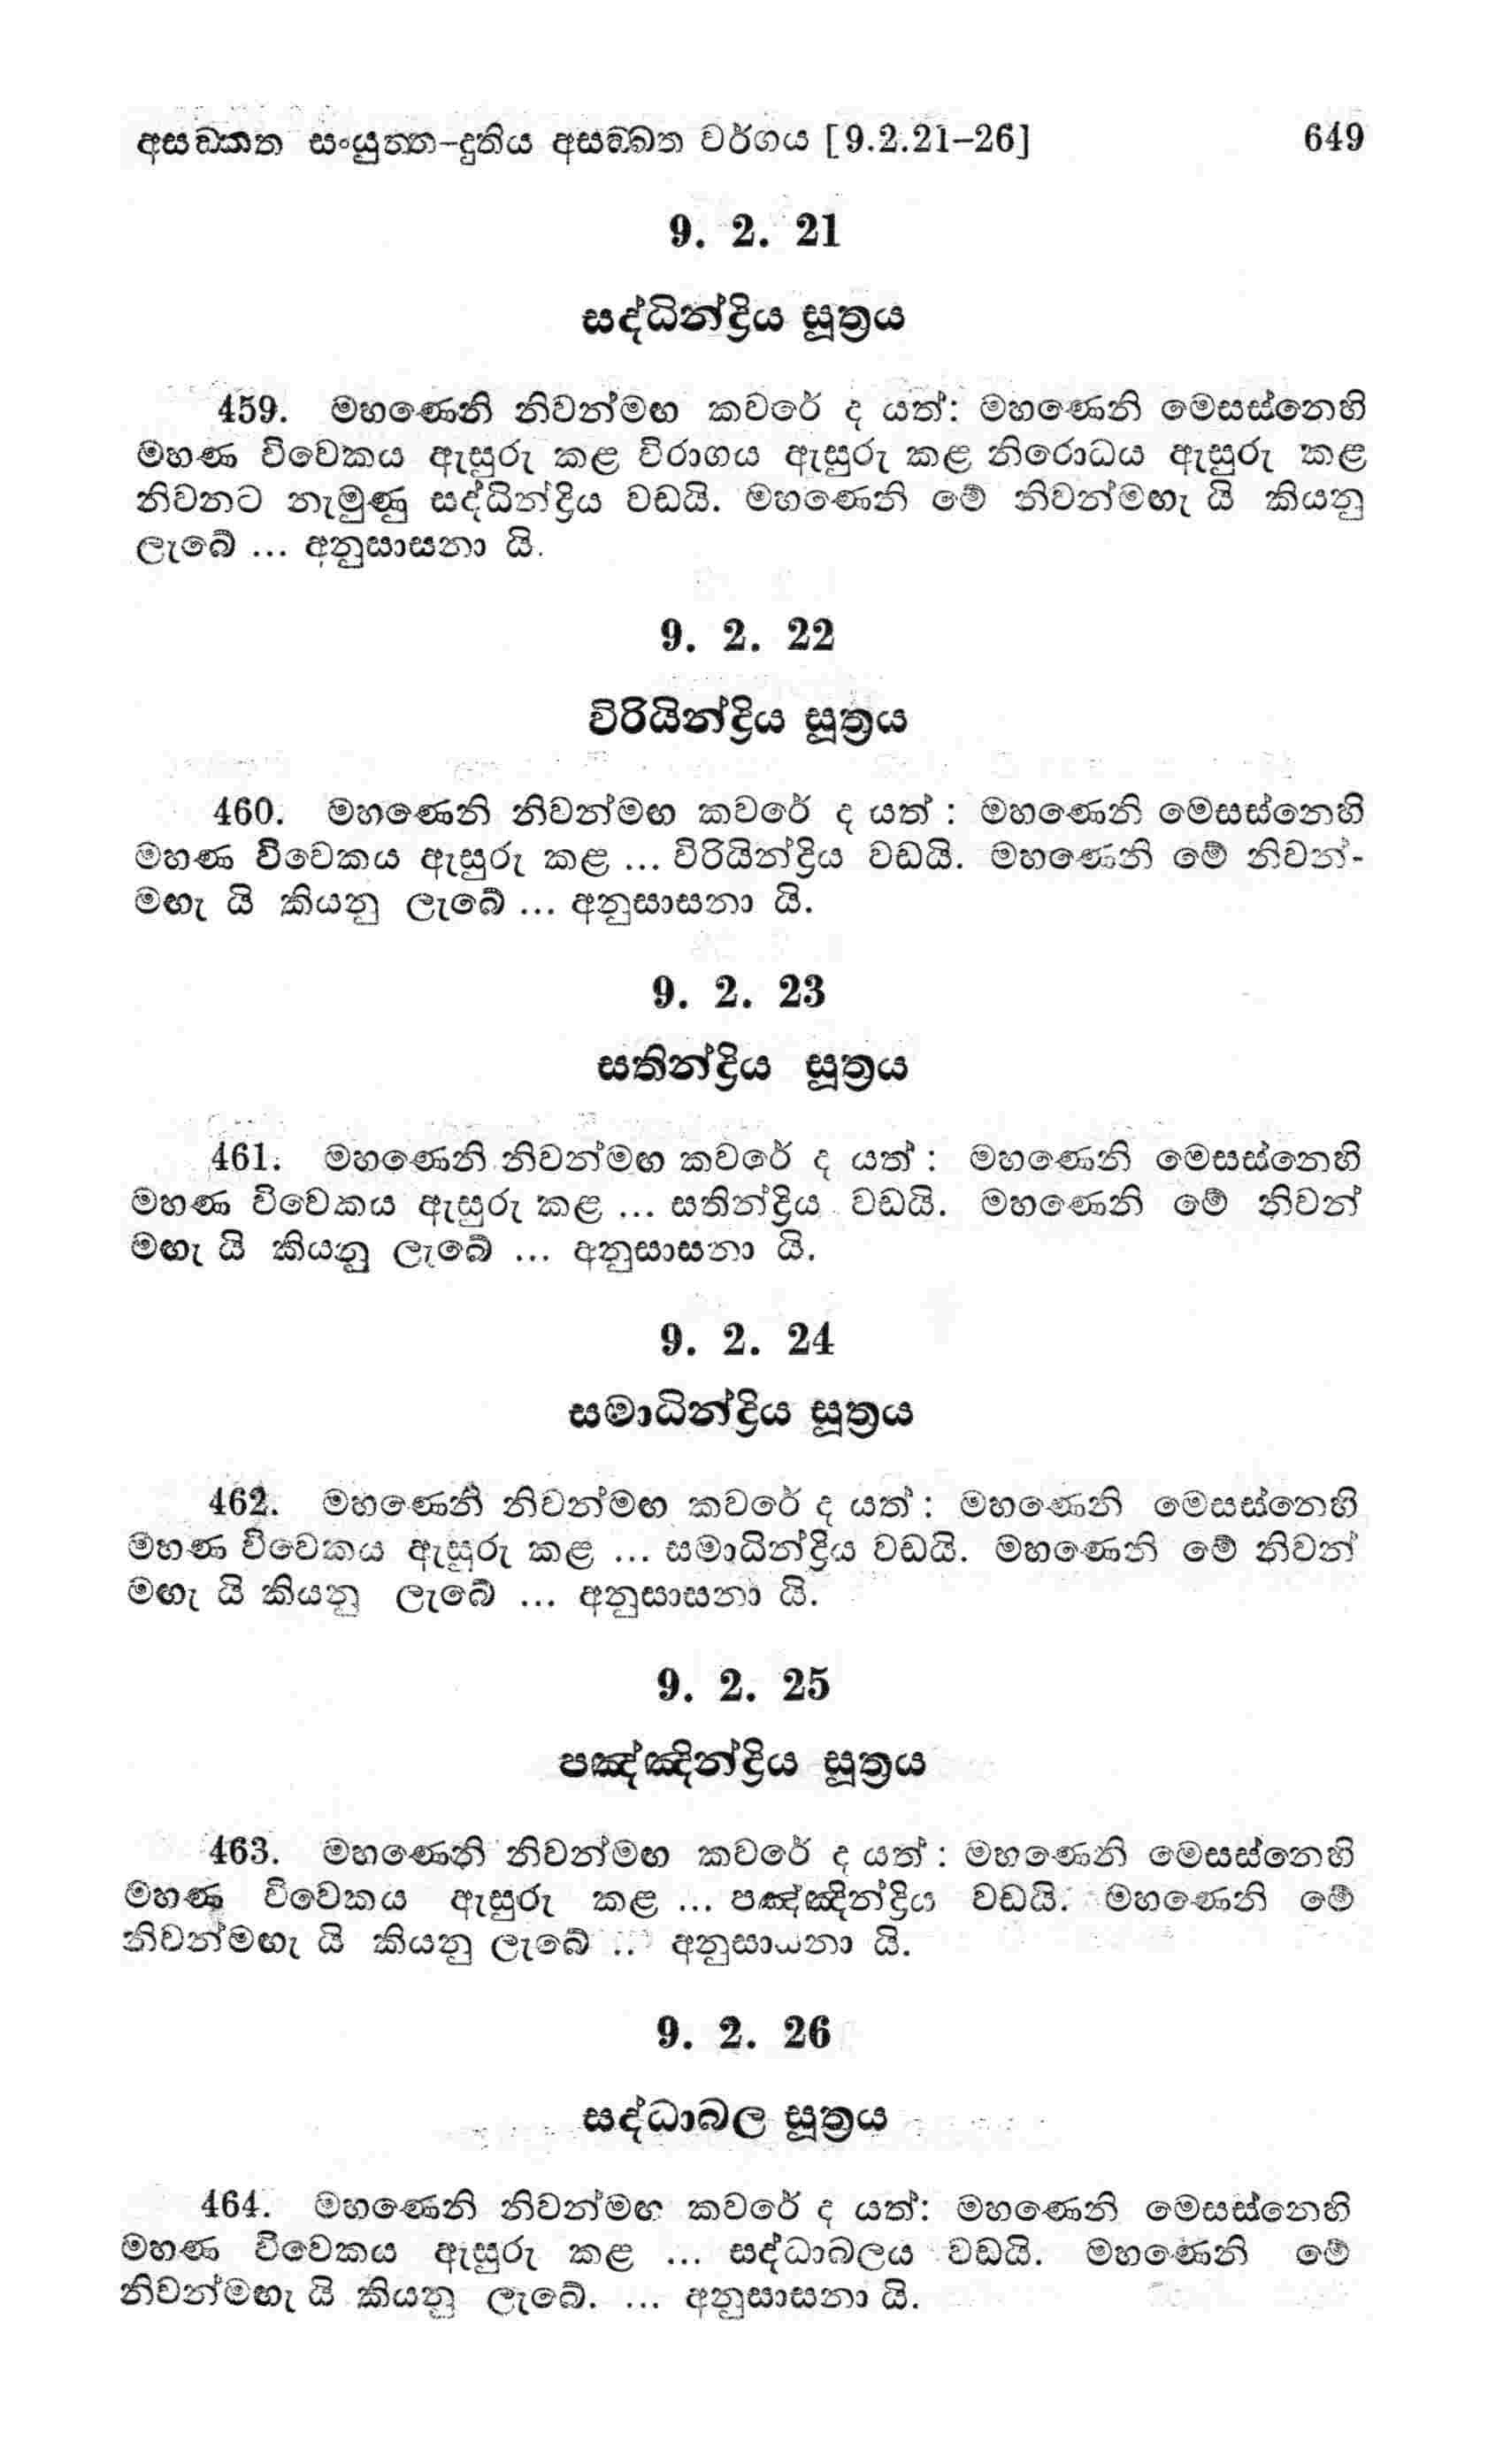 අසඞ්ඛත සංයුත්ත–දුතිය අසඞ්ඛත වර්ගය [9.2.21–26] 649
9. 2. 21
සද්ධින්ද්‍රිය සූත්‍රය
459. මහණෙනි නිවන්මඟ කවරේ ද යත්: මහණෙනි මෙසස්නෙහි
මහණ විවෙකය ඇසුරු කළ විරාගය ඇසුරු කළ නිරොධය ඇසුරු කළ
නිවනට නැමුණු සද්ධින්ද්‍රිය වඩයි. මහණෙනි මේ නිවන්මඟැ යි කියනු
ලැබේ ... අනුසාසනා යි.
9. 2. 22
විරියින්ද්‍රිය සූත්‍රය
460. මහණෙනි නිවන්මඟ කවරේ ද යත් : මහණෙනි මෙසස්නෙහි
මහණ විවෙකය ඇසුරු කළ ... විරියින්ද්‍රිය වඩයි. මහණෙනි මේ නිවන්-
මඟැ යි කියනු ලැබේ ... අනුසාසනා යි.
9. 2. 23
සතින්ද්‍රිය සූත්‍රය
461. මහණෙනි නිවන්මඟ කවරේ ද යත් : මහණෙනි මෙසස්නෙහි
මහණ විවෙකය ඇසුරු කළ ... සතින්ද්‍රිය වඩයි. මහණෙනි මේ නිවන්
මඟැ යි කියනු ලැබේ ... අනුසාසනා යි.
9. 2. 24
සමාධින්ද්‍රිය සූත්‍රය
462. මහණෙනි නිවන්මඟ කවරේ ද යත් : මහණෙනි මෙසස්නෙහි
මහණ විවෙකය ඇසුරු කළ ... සමාධින්ද්‍රිය වඩයි. මහණෙනි මේ නිවන්
මඟැ යි කියනු ලැබේ ... අනුසාසනා යි.
9. 2. 25
පඤ්ඤින්ද්‍රිය සූත්‍රය
463. මහණෙනි නිවන්මඟ කවරේ ද යත් : මහණෙනි මෙසස්නෙහි
මහණ විවෙකය ඇසුරු කළ ... පඤ්ඤින්ද්‍රිය වඩයි. මහණෙනි මේ
නිවන්මඟැ යි කියනු ලැබේ ... අනුසාසනා යි.
9. 2. 26
සද්ධාබල සූත්‍රය
464. මහණෙනි නිවන්මඟ කවරේ ද යත්: මහණෙනි මෙසස්නෙහි
මහණ විවෙකය ඇසුරු කළ ... සද්ධාබලය වඩයි. මහණෙනි මේ
නිවන්මඟැ යි කියනු ලැබේ. ... අනුසාසනා යි.